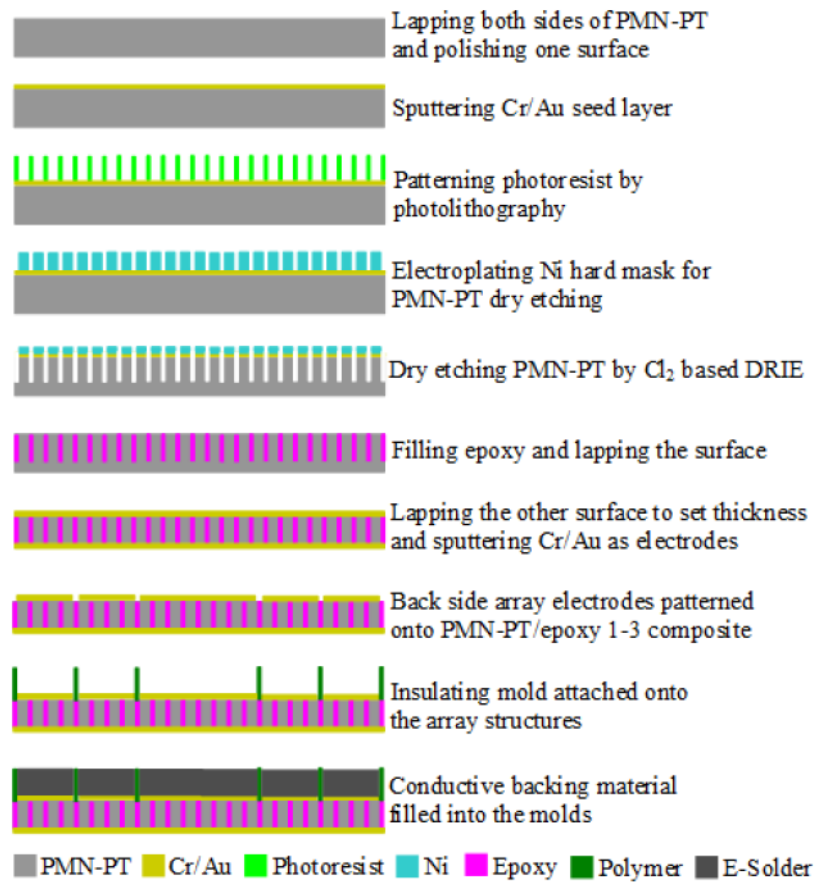 Lapping both sides of PMN-PT
and polishing one surface
Sputtering Cr/Au seed layer
Patterning photoresist by
photolithography
Electroplating Ni hard mask for
PMN-PT dry etching
Dry etching PMN-PT by Cl₂ based DRIE
Filling epoxy and lapping the surface
Lapping the other surface to set thickness
and sputtering Cr/Au as electrodes
Back side array electrodes patterned
onto PMN-PT/epoxy 1-3 composite
Insulating mold attached onto
the array structures
Conductive backing material
filled into the molds
PMN-PT Cr/Au Photoresist Ni Epoxy Polymer E-Solder